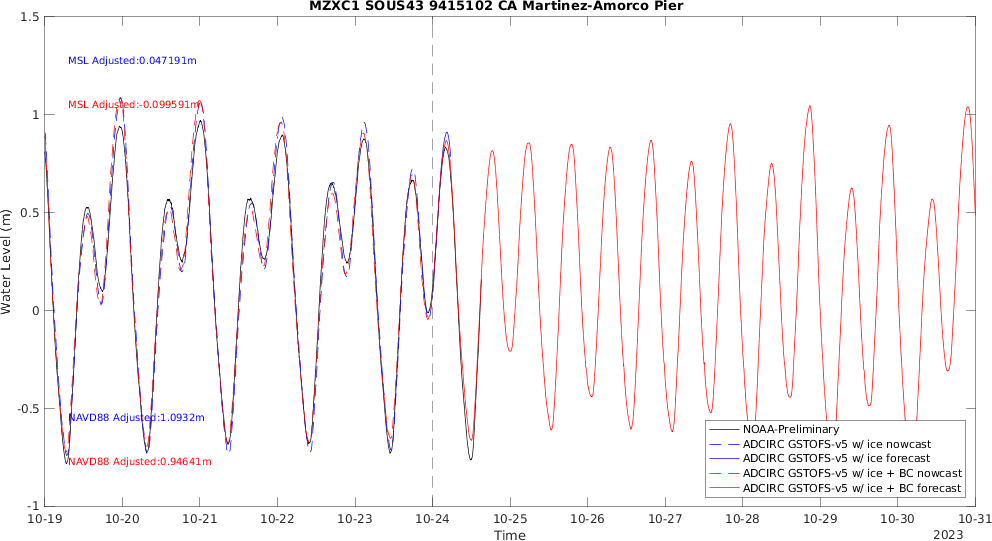 MZXC1 SOUS43 9415102 CA Martinez-Amorco Pier
1.5
1
0.5
0
-0.5
-1
Water Level (m)
MSL Adjusted:0.047191m
MSL Adjusted:-0.099591m
NAVD88 Adjusted:1.0932m
NAVD88 Adjusted:0.94641m
NOAA-Preliminary
ADCIRC GSTOFS-v5 w/ ice nowcast
ADCIRC GSTOFS-v5 w/ ice forecast
ADCIRC GSTOFS-v5 w/ ice + BC nowcast
ADCIRC GSTOFS-v5 w/ ice + BC forecast
10-19 10-20 10-21 10-22 10-23 10-24 10-25 10-26 10-27 10-28 10-29 10-30 10-31
Time
2023